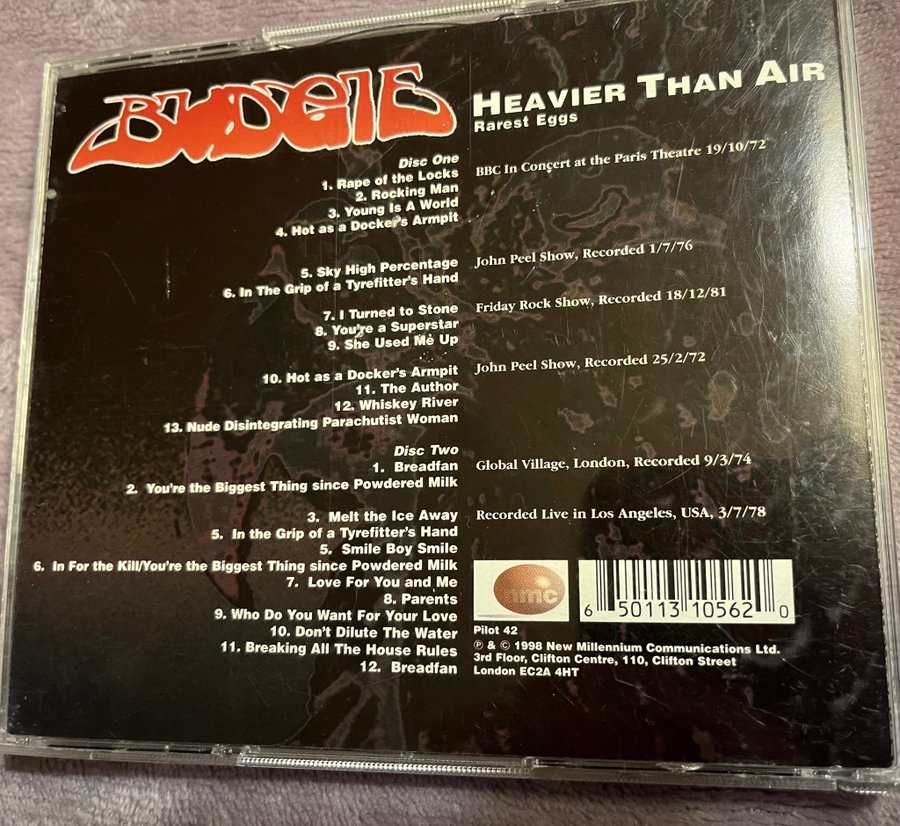 BUDGIE
HEAVIER THAN AIR
Rarest Eggs
Disc One
1. Rape of the Locks
2. Rocking Man
3. Young Is A World
4. Hot as a Docker's Armpit
BBC In Concert at the Paris Theatre 19/10/72
5. Sky High Percentage
6. In The Grip of a Tyrefitter's Hand
John Peel Show, Recorded 1/7/76
7. I Turned to Stone
8. You're a Superstar
9. She Used Me Up
Friday Rock Show, Recorded 18/12/81
10. Hot as a Docker's Armpit
11. The Author
12. Whiskey River
13. Nude Disintegrating Parachutist Woman
John Peel Show, Recorded 25/2/72
Disc Two
1. Breadfan
2. You're the Biggest Thing since Powdered Milk
Global Village, London, Recorded 9/3/74
3. Melt the Ice Away
5. In the Grip of a Tyrefitter's Hand
5. Smile Boy Smile
6. In For the Kill/You're the Biggest Thing since Powdered Milk
7. Love For You and Me
8. Parents
9. Who Do You Want For Your Love
10. Don't Dilute The Water
11. Breaking All The House Rules
12. Breadfan
Recorded Live in Los Angeles, USA, 3/7/78
nmc
6 50113 10562 0
Pilot 42
℗ & © 1998 New Millennium Communications Ltd.
3rd Floor, Clifton Centre, 110, Clifton Street
London EC2A 4HT